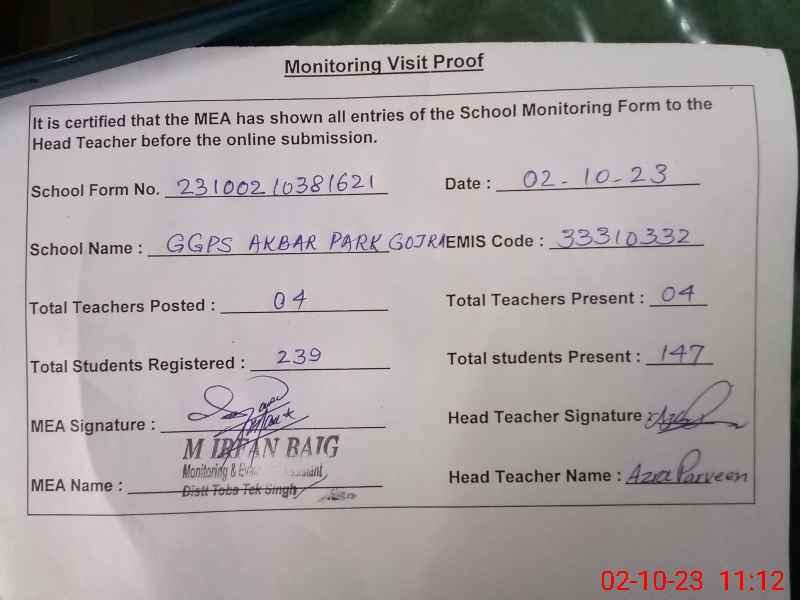 Monitoring Visit Proof
It is certified that the MEA has shown all entries of the School Monitoring Form to the
Head Teacher before the online submission.
School Form No. 23100210381621 Date : 02-10-23
School Name : GGPS AKBAR PARK GOJRA EMIS Code : 33310332
Total Teachers Posted : 04 Total Teachers Present : 04
Total Students Registered : 239 Total students Present : 147
MEA Signature : Head Teacher Signature :
M IRFAN BAIG
Monitoring & Assistant
MEA Name : Head Teacher Name : Azra Parveen
Distt Toba Tek Singh
02-10-23 11:12